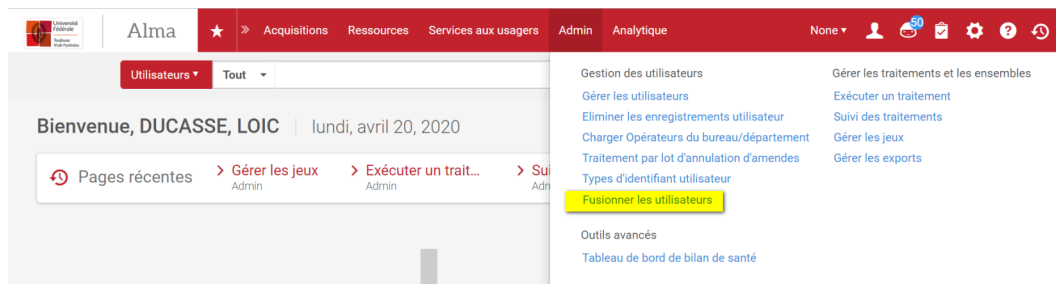 Université
Fédérale
Toulouse
Midi-Pyrénées
Alma
Acquisitions Ressources Services aux usagers Admin Analytique None 50
Utilisateurs Tout
Bienvenue, DUCASSE, LOIC lundi, avril 20, 2020
Pages récentes
Gérer les jeux
Admin
Exécuter un trait...
Admin
Sui
Adn
Gestion des utilisateurs
Gérer les utilisateurs
Eliminer les enregistrements utilisateur
Charger Opérateurs du bureau/département
Traitement par lot d'annulation d'amendes
Types d'identifiant utilisateur
Fusionner les utilisateurs
Outils avancés
Tableau de bord de bilan de santé
Gérer les traitements et les ensembles
Exécuter un traitement
Suivi des traitements
Gérer les jeux
Gérer les exports